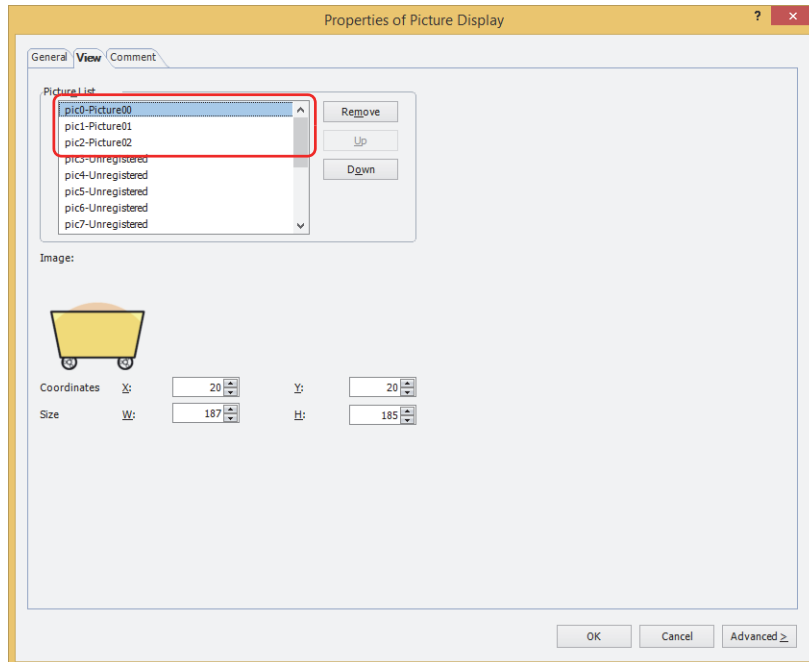 Properties of Picture Display
?
General View Comment
Picture List
pic0-Picture00
pic1-Picture01
pic2-Picture02
pic3-Unregistered
pic4-Unregistered
pic5-Unregistered
pic6-Unregistered
pic7-Unregistered
Remove
Up
Down
Image:
Coordinates X: 20 Y: 20
Size W: 187 H: 185
OK Cancel Advanced >